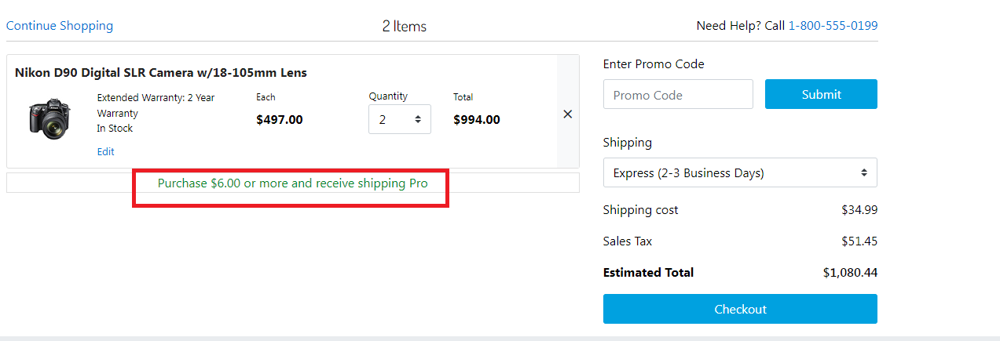 Continue Shopping
2 Items
Need Help? Call 1-800-555-0199
Nikon D90 Digital SLR Camera w/18-105mm Lens
Extended Warranty: 2 Year
Warranty
In Stock
Edit
Each
$497.00
Quantity
2
Total
$994.00
×
Purchase $6.00 or more and receive shipping Pro
Enter Promo Code
Promo Code
Submit
Shipping
Express (2-3 Business Days)
Shipping cost $34.99
Sales Tax $51.45
Estimated Total $1,080.44
Checkout